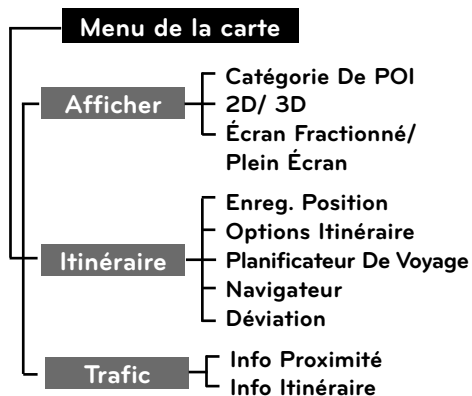 Menu de la carte
Afficher
Catégorie De POI
2D/ 3D
Écran Fractionné/
Plein Écran
Itinéraire
Enreg. Position
Options Itinéraire
Planificateur De Voyage
Navigateur
Déviation
Trafic
Info Proximité
Info Itinéraire